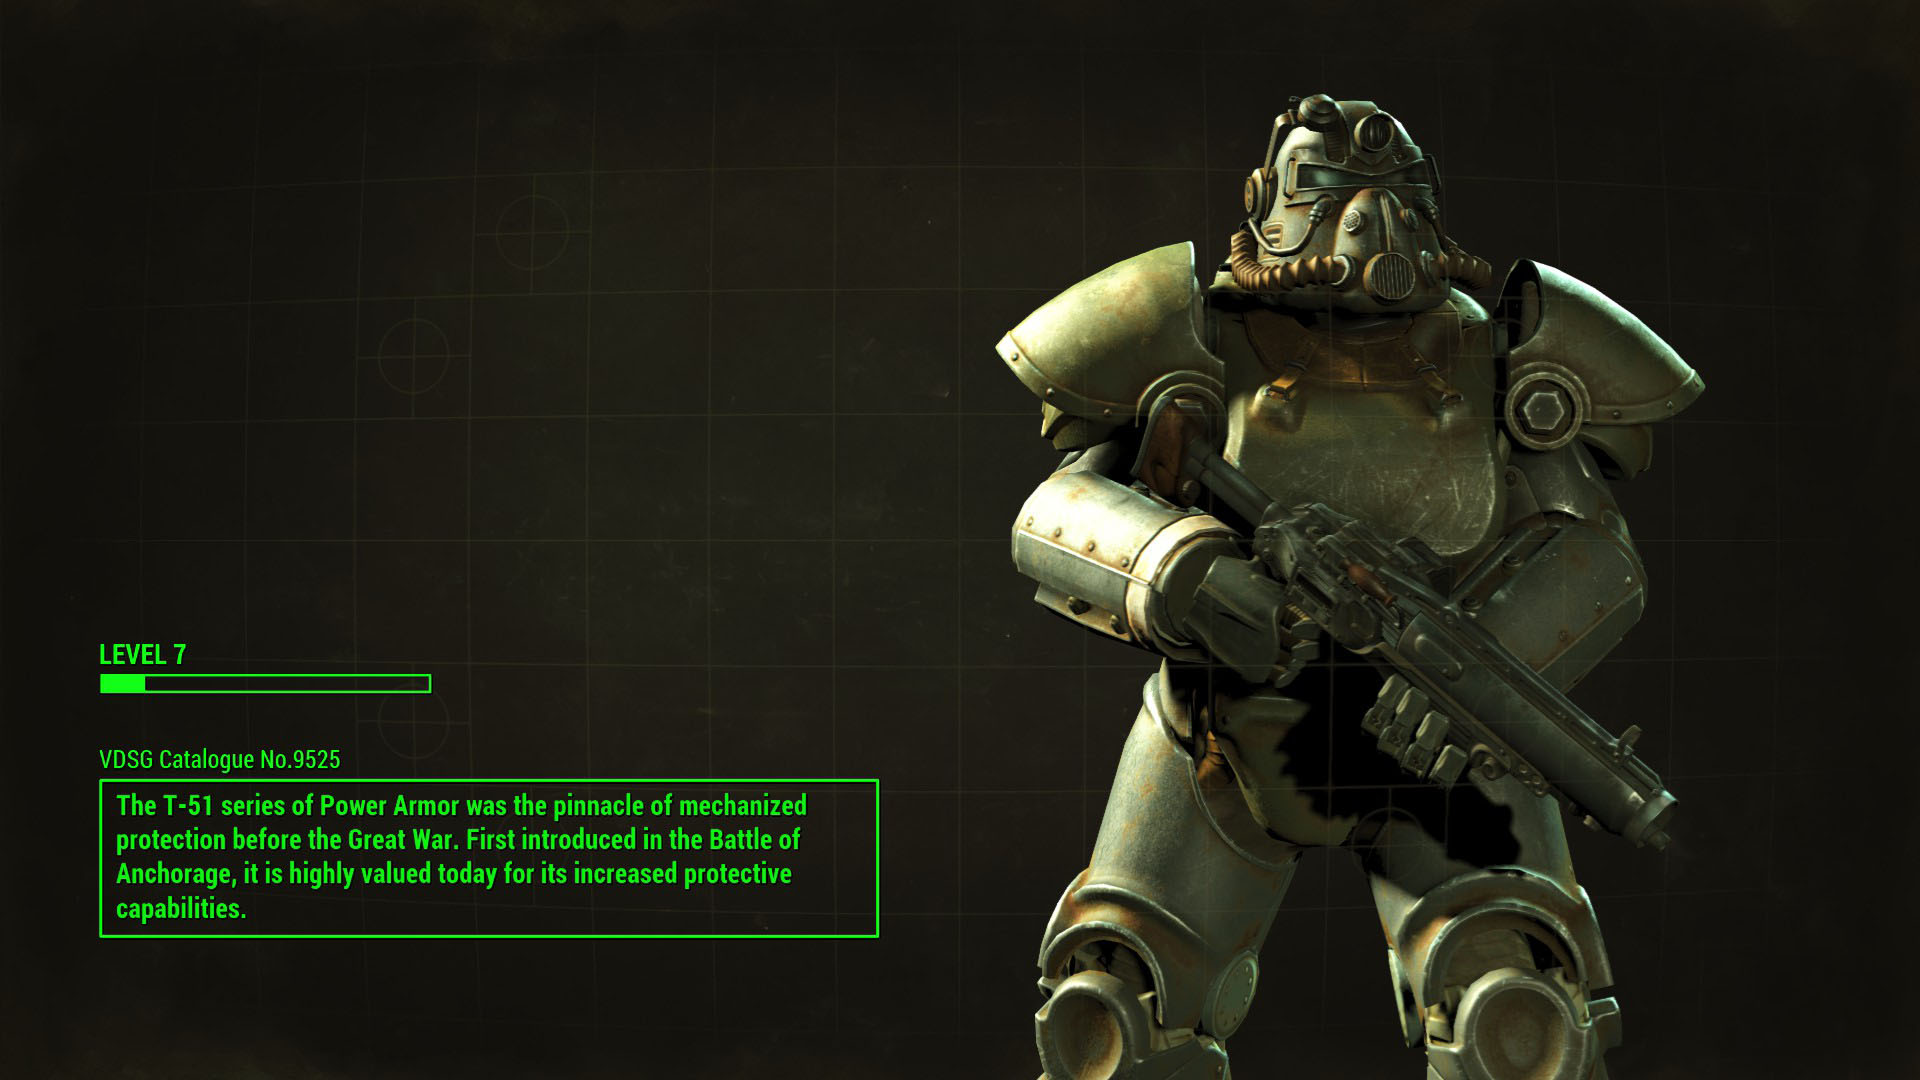 LEVEL 7
VDSG Catalogue No.9525
The T-51 series of Power Armor was the pinnacle of mechanized
protection before the Great War. First introduced in the Battle of
Anchorage, it is highly valued today for its increased protective
capabilities.